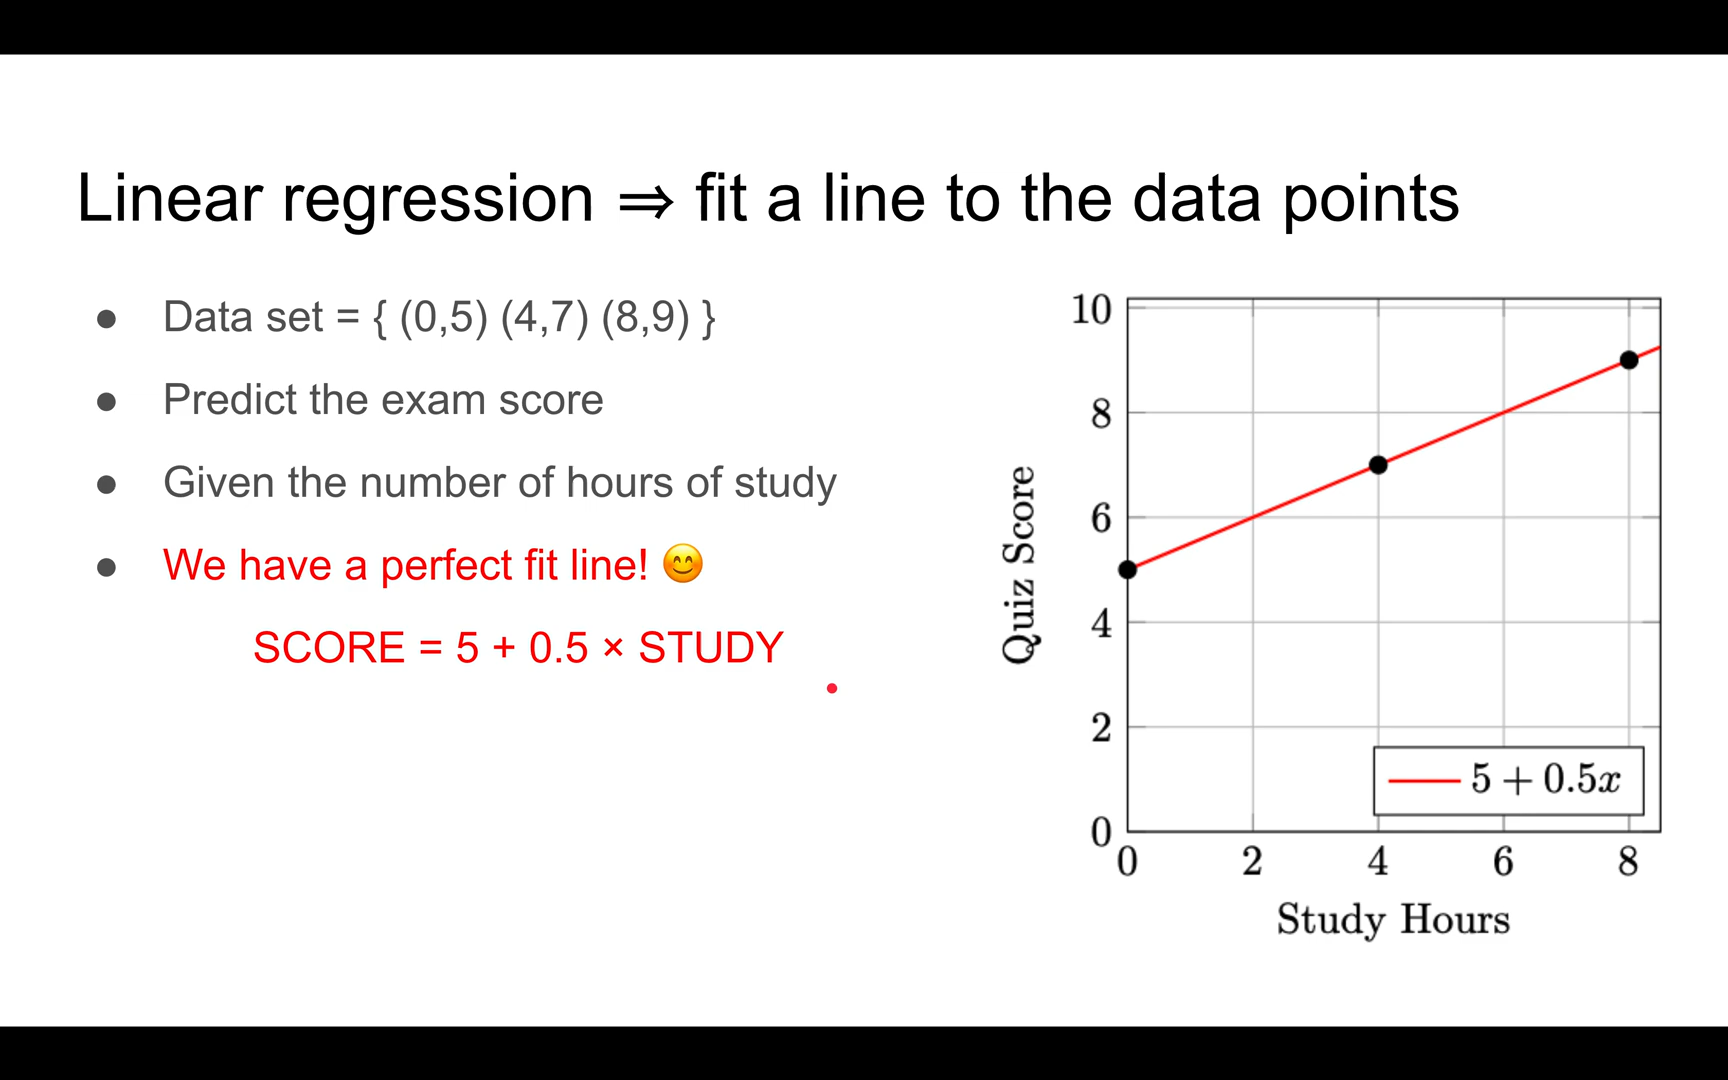 Linear regression ⇒ fit a line to the data points
● Data set = { (0,5) (4,7) (8,9) }
● Predict the exam score
● Given the number of hours of study
● We have a perfect fit line! 😊
SCORE = 5 + 0.5 × STUDY
Quiz Score
10
8
6
4
2
0
0 2 4 6 8
Study Hours
5 + 0.5x